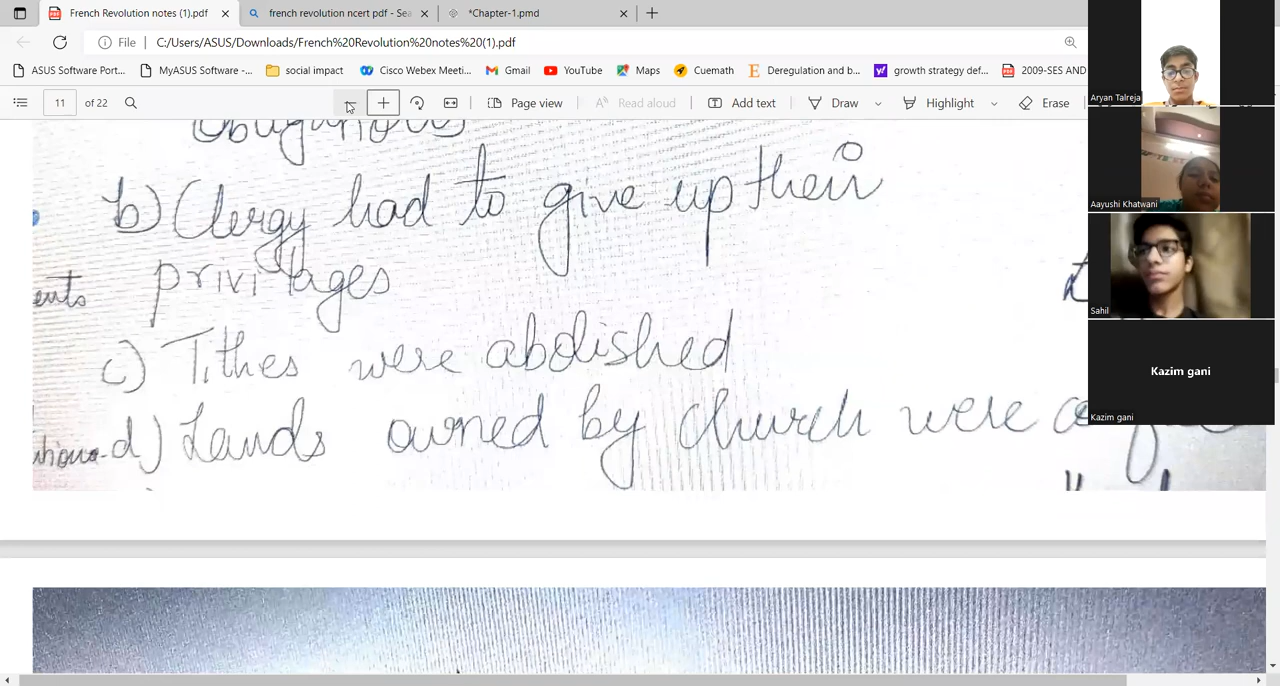 French Revolution notes (1).pdf
french revolution ncert pdf - Sea
*Chapter-1.pmd
File
C:/Users/ASUS/Downloads/French%20Revolution%20notes%20(1).pdf
ASUS Software Port...
MyASUS Software -...
social impact
Cisco Webex Meeti...
Gmail
YouTube
Maps
Cuemath
Deregulation and b...
growth strategy def...
2009-SES AND
11 of 22
Page view
Read aloud
Add text
Draw
Highlight
Erase
b) Clergy had to give up their
privilages
c) Tithes were abolished
d) Lands owned by church were
Aryan Talreja
Aayushi Khatwani
Sahil
Kazim gani
Kazim gani